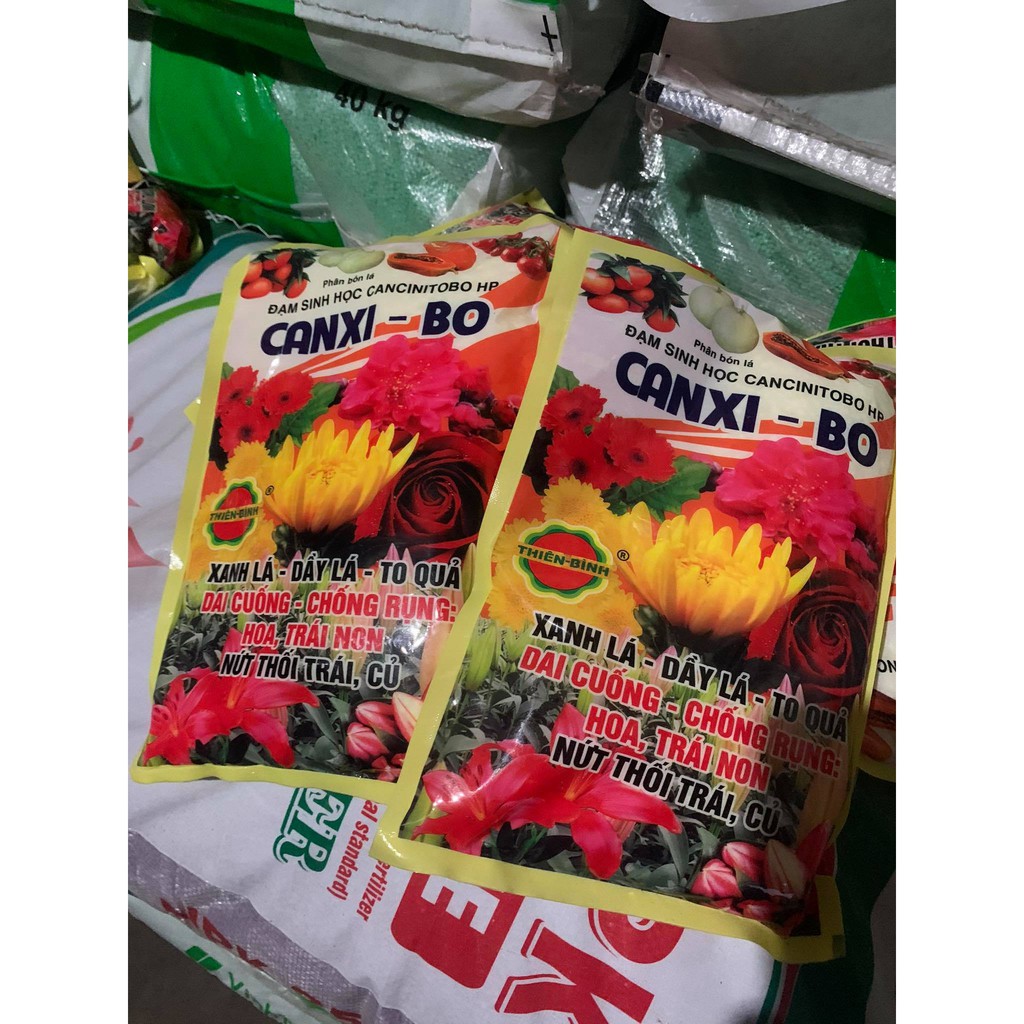 40 kg
Phân bón lá
ĐẠM SINH HỌC CANCINITOBO HP
CANXI - BO
THIÊN-BÌNH ®
XANH LÁ - DẦY LÁ - TO QUẢ
DAI CUỐNG - CHỐNG RỤNG:
HOA, TRÁI NON
NỨT THỐI TRÁI, CỦ
Phân bón lá
ĐẠM SINH HỌC CANCINITOBO HP
CANXI - BO
THIÊN-BÌNH ®
XANH LÁ - DẦY LÁ - TO QUẢ
DAI CUỐNG - CHỐNG RỤNG:
HOA, TRÁI NON
NỨT THỐI TRÁI, CỦ
al standard)